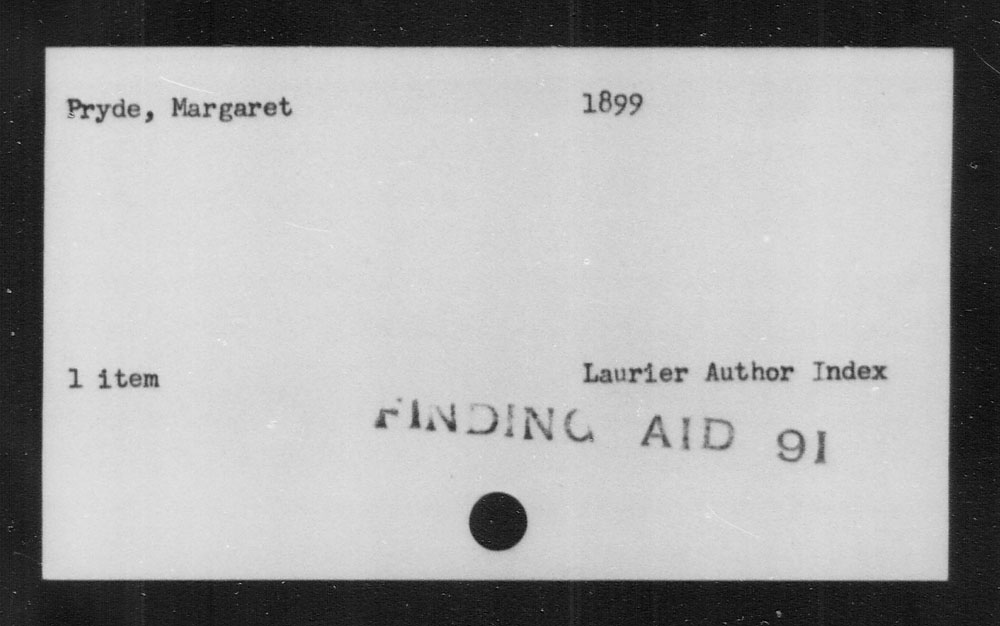 Pryde, Margaret 1899
1 item Laurier Author Index
FINDING AID 91